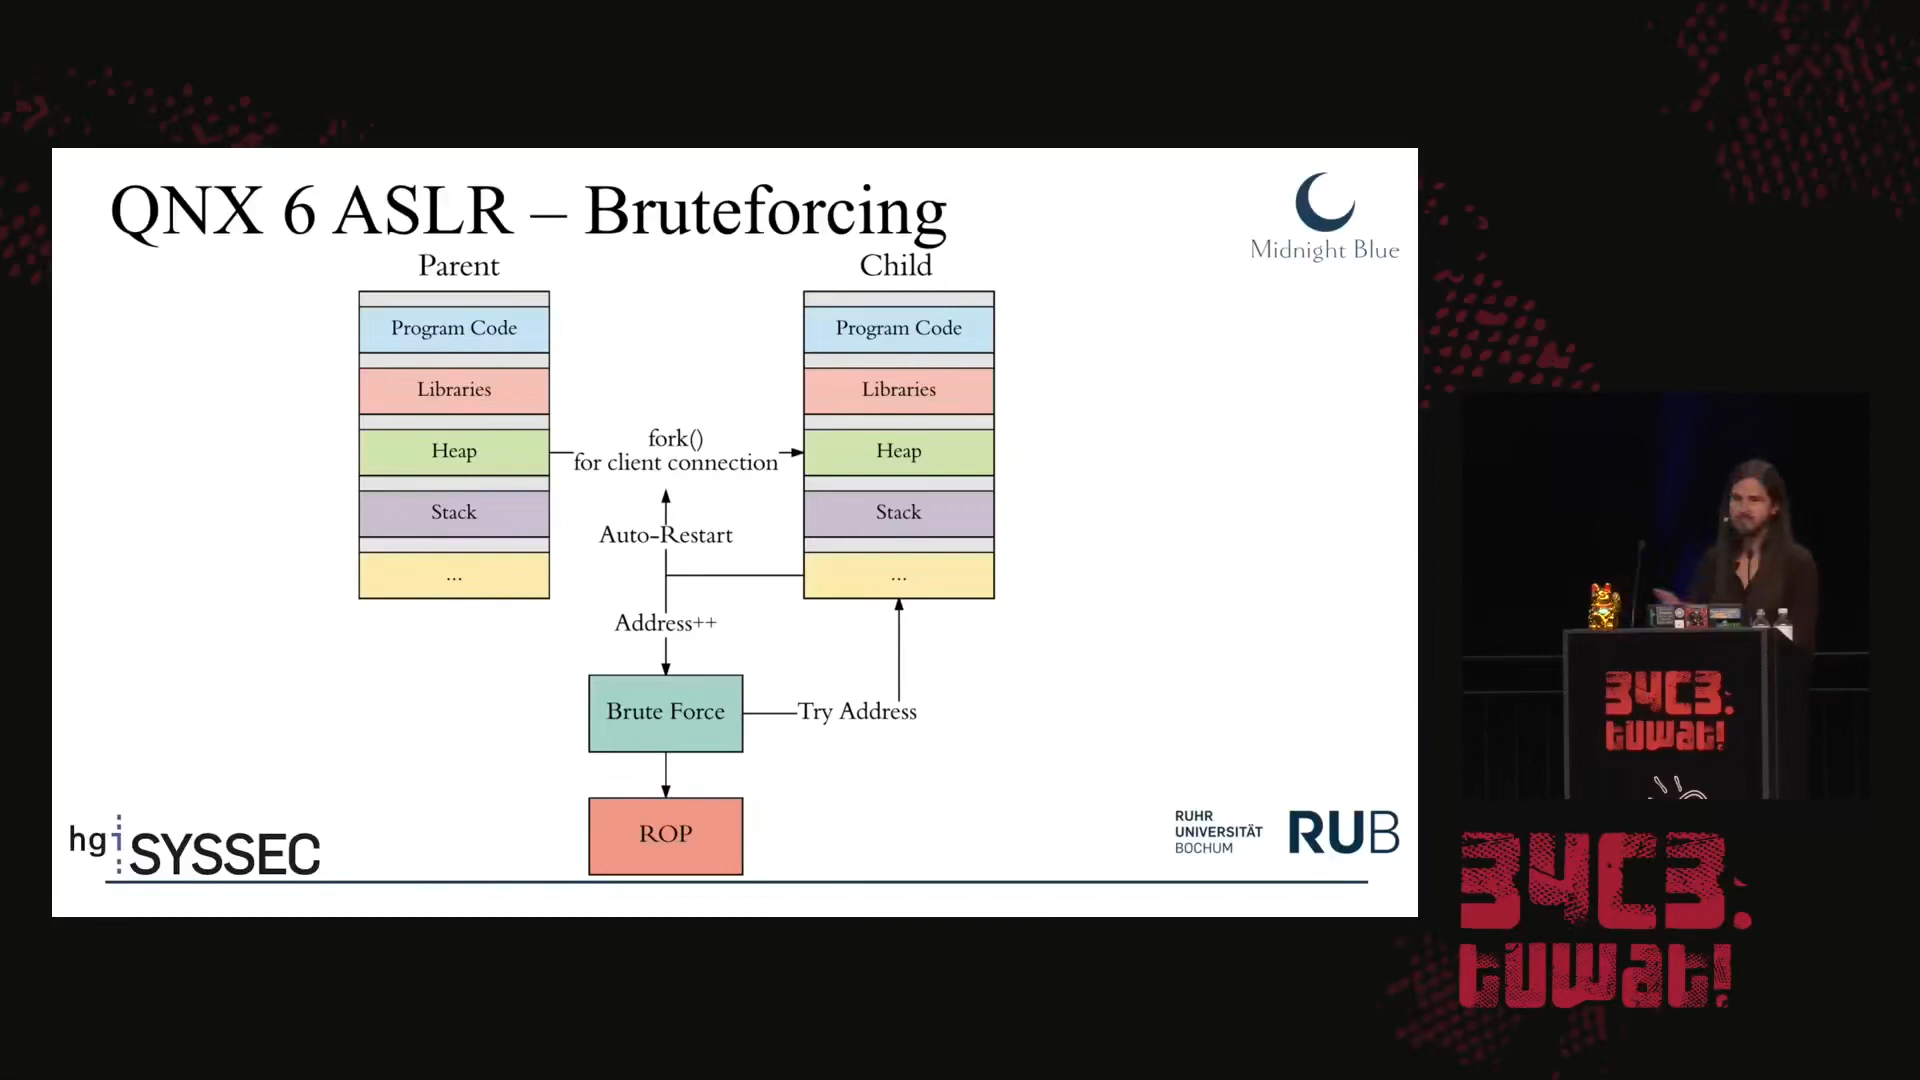 QNX 6 ASLR – Bruteforcing
Midnight Blue
Parent
Child
Program Code
Program Code
Libraries
Libraries
fork()
for client connection
Heap
Heap
Stack
Stack
Auto-Restart
...
...
Address++
Brute Force
Try Address
ROP
hgi SYSSEC
RUHR
UNIVERSITÄT
BOCHUM
RUB
34C3.
tuwat!
34C3.
tuwat!